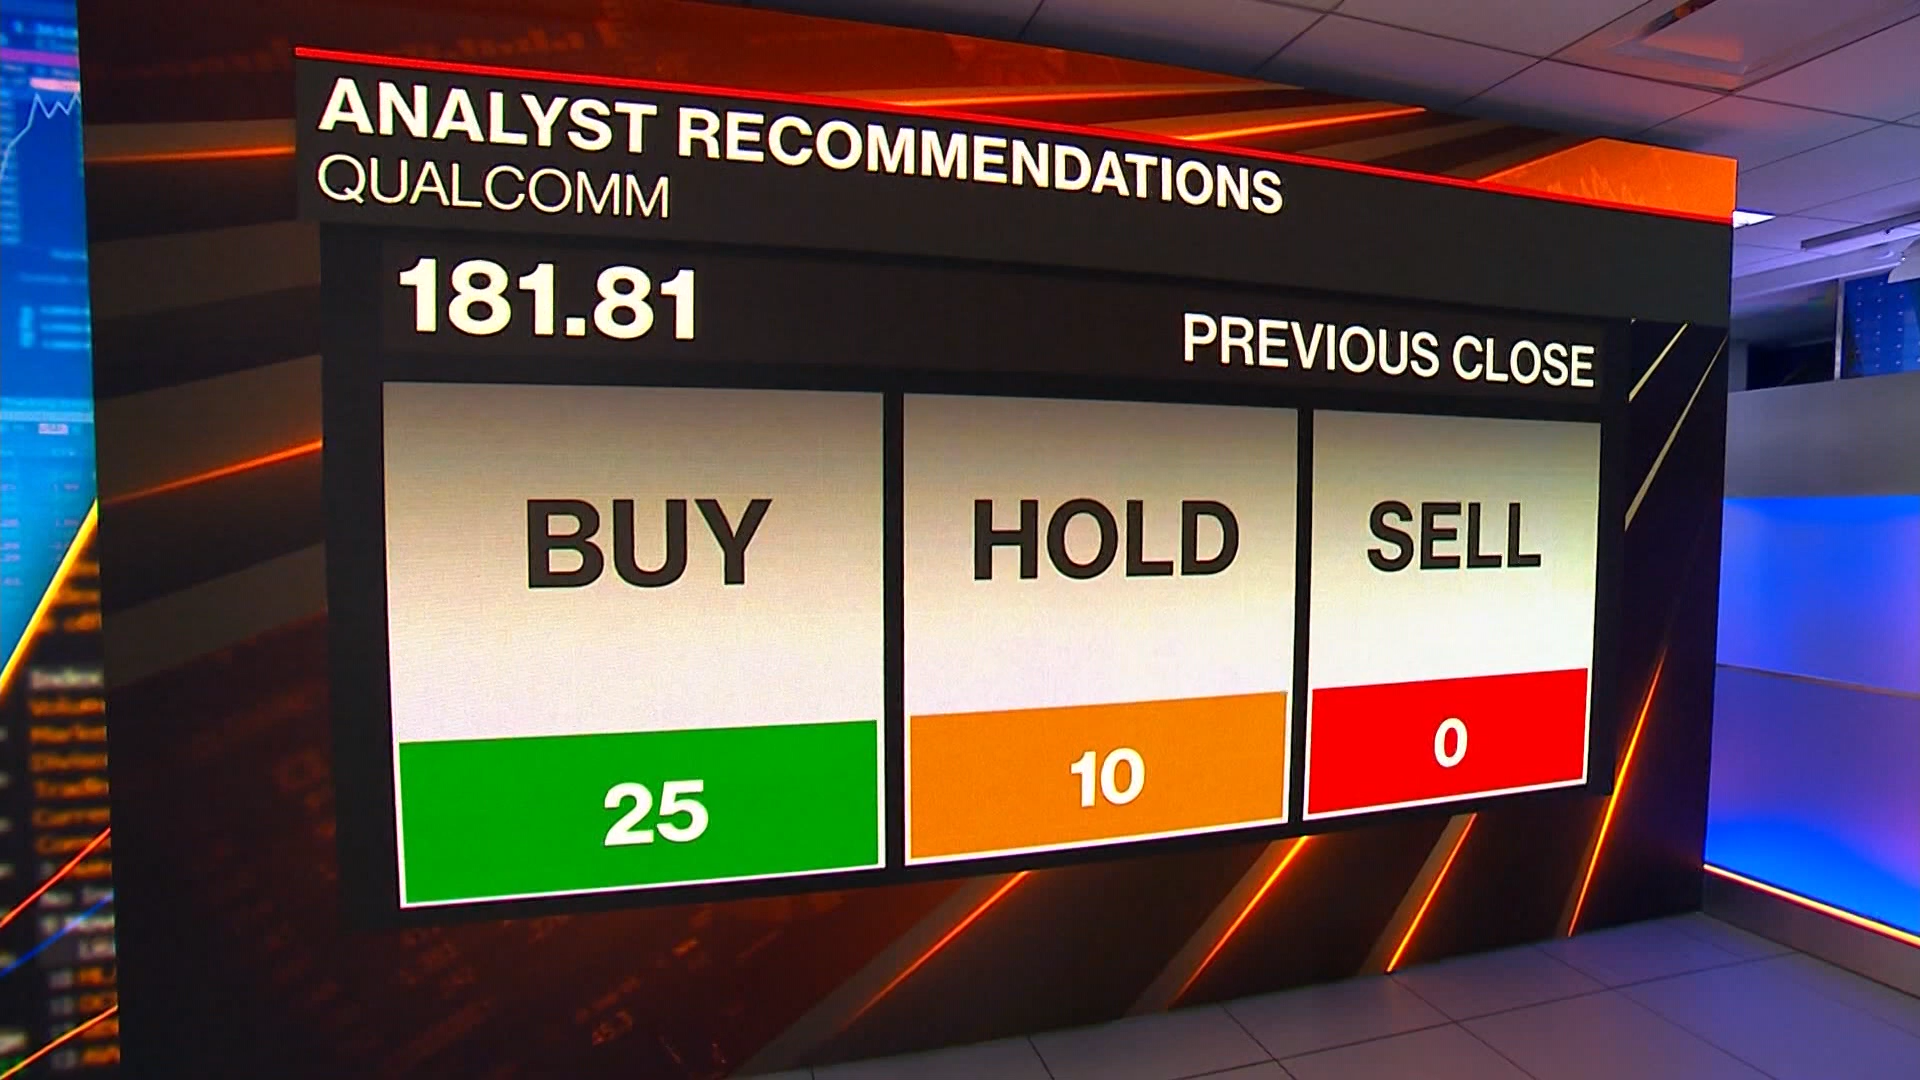 ANALYST RECOMMENDATIONS
QUALCOMM
181.81
PREVIOUS CLOSE
BUY
HOLD
SELL
25
10
0